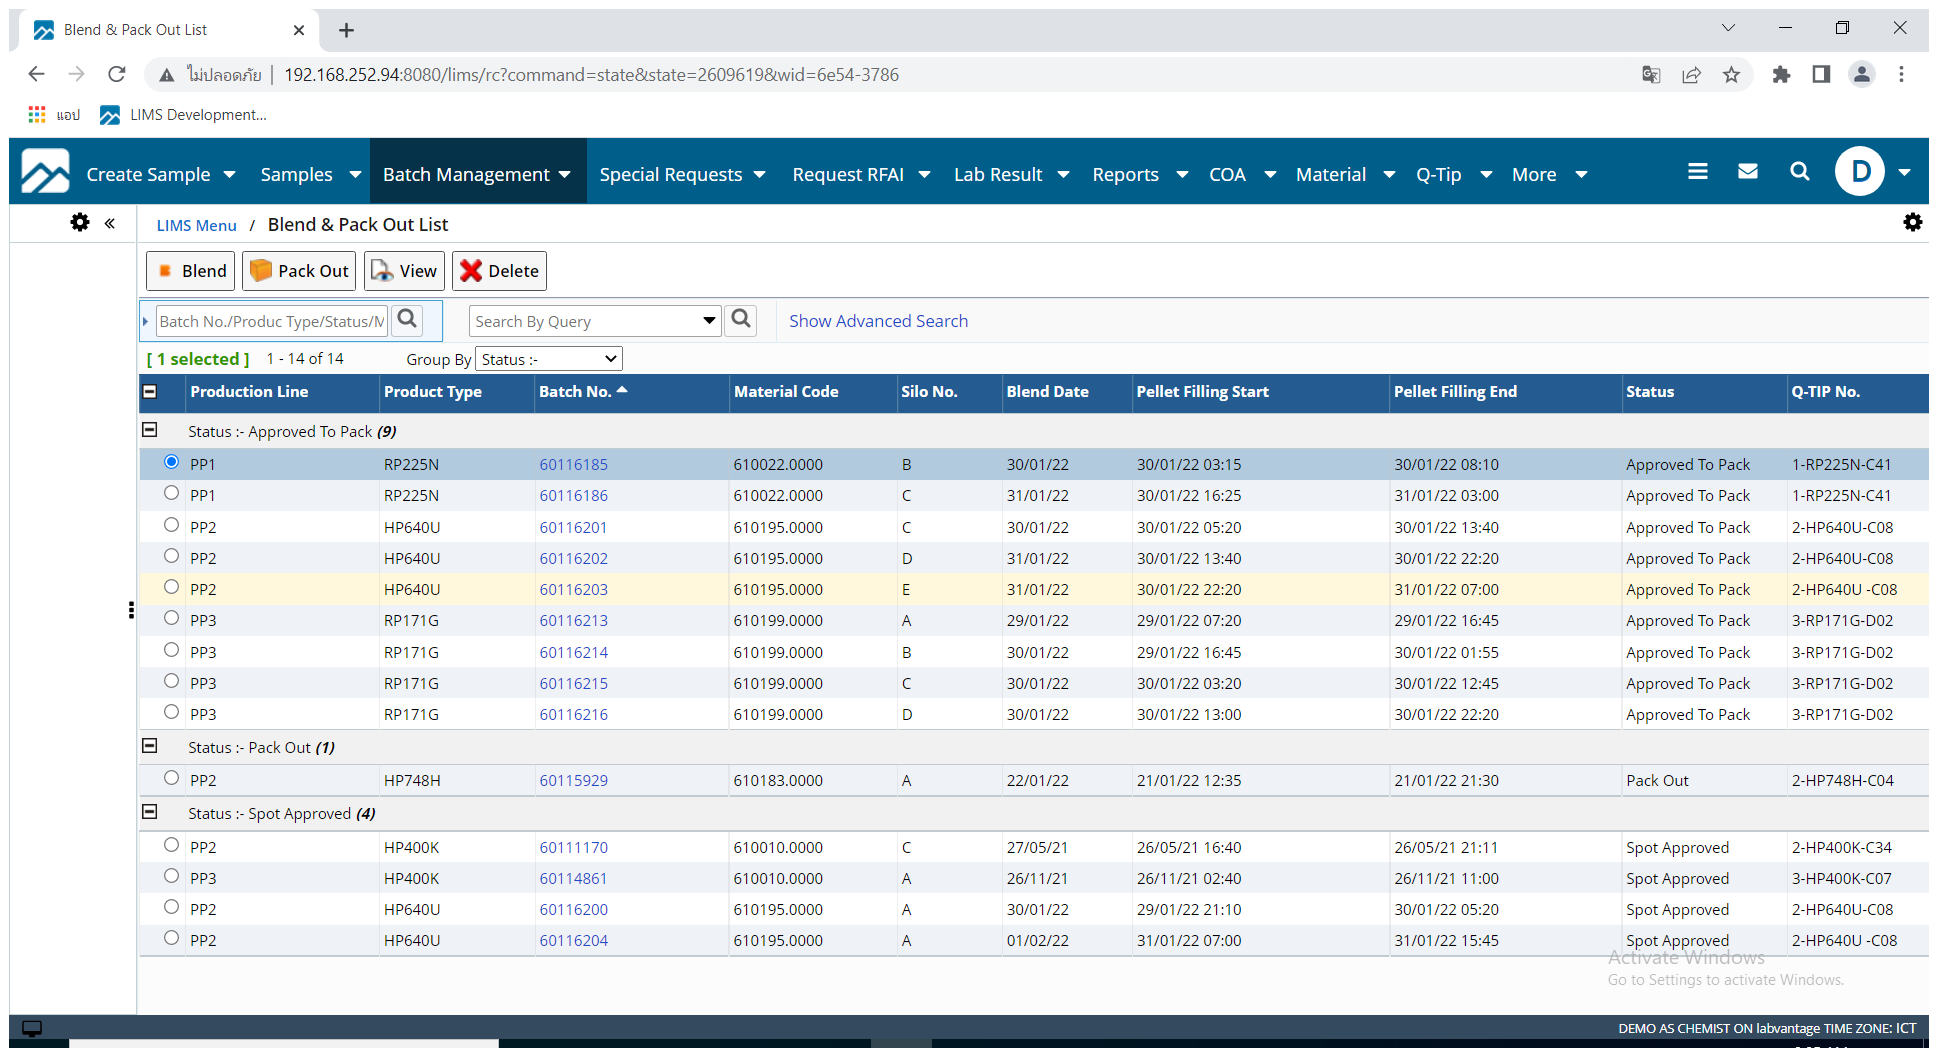 Blend & Pack Out List
ไม่ปลอดภัย 192.168.252.94:8080/lims/rc?command=state&state=2609619&wid=6e54-3786
แอป LIMS Development...
Create Sample Samples Batch Management Special Requests Request RFAI Lab Result Reports COA Material Q-Tip More D
LIMS Menu / Blend & Pack Out List
Blend Pack Out View Delete
Batch No./Produc Type/Status/M Search By Query Show Advanced Search
[ 1 selected ] 1 - 14 of 14 Group By Status :-
Production Line Product Type Batch No. Material Code Silo No. Blend Date Pellet Filling Start Pellet Filling End Status Q-TIP No.
Status :- Approved To Pack (9)
PP1 RP225N 60116185 610022.0000 B 30/01/22 30/01/22 03:15 30/01/22 08:10 Approved To Pack 1-RP225N-C41
PP1 RP225N 60116186 610022.0000 C 31/01/22 30/01/22 16:25 31/01/22 03:00 Approved To Pack 1-RP225N-C41
PP2 HP640U 60116201 610195.0000 C 30/01/22 30/01/22 05:20 30/01/22 13:40 Approved To Pack 2-HP640U-C08
PP2 HP640U 60116202 610195.0000 D 31/01/22 30/01/22 13:40 30/01/22 22:20 Approved To Pack 2-HP640U-C08
PP2 HP640U 60116203 610195.0000 E 31/01/22 30/01/22 22:20 31/01/22 07:00 Approved To Pack 2-HP640U -C08
PP3 RP171G 60116213 610199.0000 A 29/01/22 29/01/22 07:20 29/01/22 16:45 Approved To Pack 3-RP171G-D02
PP3 RP171G 60116214 610199.0000 B 30/01/22 29/01/22 16:45 30/01/22 01:55 Approved To Pack 3-RP171G-D02
PP3 RP171G 60116215 610199.0000 C 30/01/22 30/01/22 03:20 30/01/22 12:45 Approved To Pack 3-RP171G-D02
PP3 RP171G 60116216 610199.0000 D 30/01/22 30/01/22 13:00 30/01/22 22:20 Approved To Pack 3-RP171G-D02
Status :- Pack Out (1)
PP2 HP748H 60115929 610183.0000 A 22/01/22 21/01/22 12:35 21/01/22 21:30 Pack Out 2-HP748H-C04
Status :- Spot Approved (4)
PP2 HP400K 60111170 610010.0000 C 27/05/21 26/05/21 16:40 26/05/21 21:11 Spot Approved 2-HP400K-C34
PP3 HP400K 60114861 610010.0000 A 26/11/21 26/11/21 02:40 26/11/21 11:00 Spot Approved 3-HP400K-C07
PP2 HP640U 60116200 610195.0000 A 30/01/22 29/01/22 21:10 30/01/22 05:20 Spot Approved 2-HP640U-C08
PP2 HP640U 60116204 610195.0000 A 01/02/22 31/01/22 07:00 31/01/22 15:45 Spot Approved 2-HP640U -C08
Activate Windows
Go to Settings to activate Windows.
DEMO AS CHEMIST ON labvantage TIME ZONE: ICT